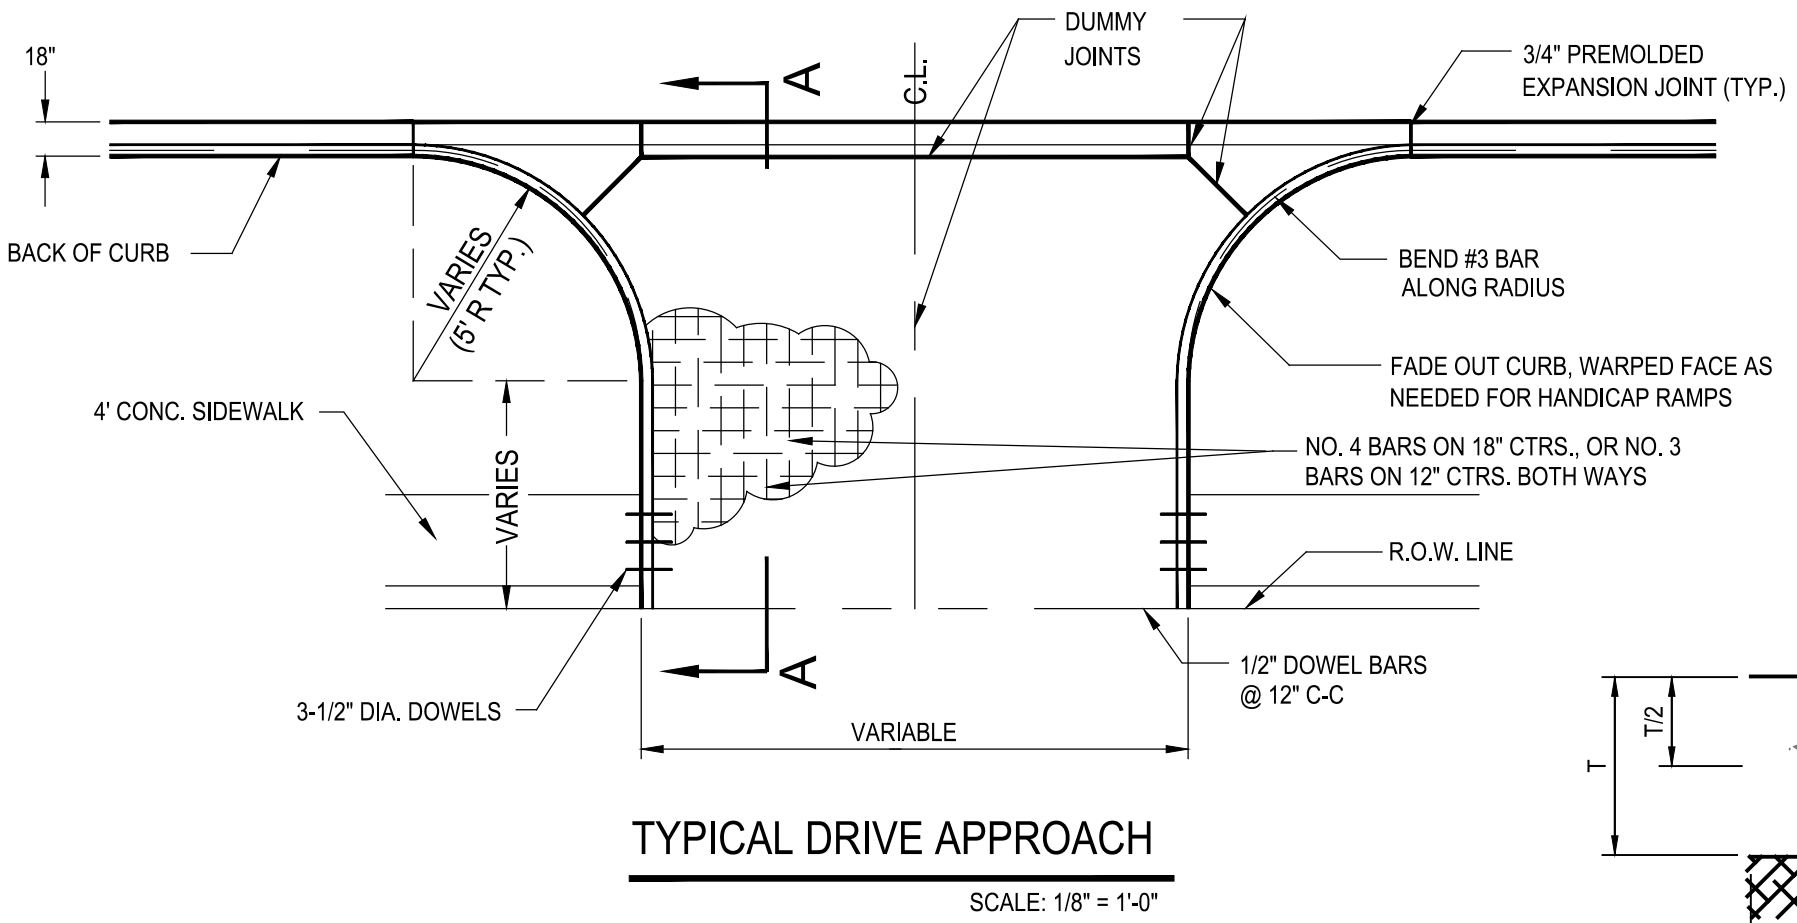 DUMMY
JOINTS
18"
A
C.L.
3/4" PREMOLDED
EXPANSION JOINT (TYP.)
BACK OF CURB
VARIES
(5' R TYP.)
BEND #3 BAR
ALONG RADIUS
FADE OUT CURB, WARPED FACE AS
NEEDED FOR HANDICAP RAMPS
4' CONC. SIDEWALK
VARIES
NO. 4 BARS ON 18" CTRS., OR NO. 3
BARS ON 12" CTRS. BOTH WAYS
R.O.W. LINE
A
1/2" DOWEL BARS
@ 12" C-C
3-1/2" DIA. DOWELS
VARIABLE
T/2
T
TYPICAL DRIVE APPROACH
SCALE: 1/8" = 1'-0"